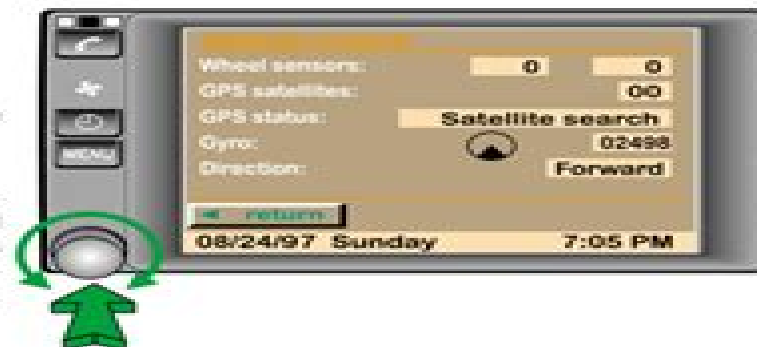 Wheel sensors: 0 0
GPS satellites: 00
GPS status: Satellite search
Gyro: 02498
Direction: Forward
return
08/24/97 Sunday 7:05 PM
MENU